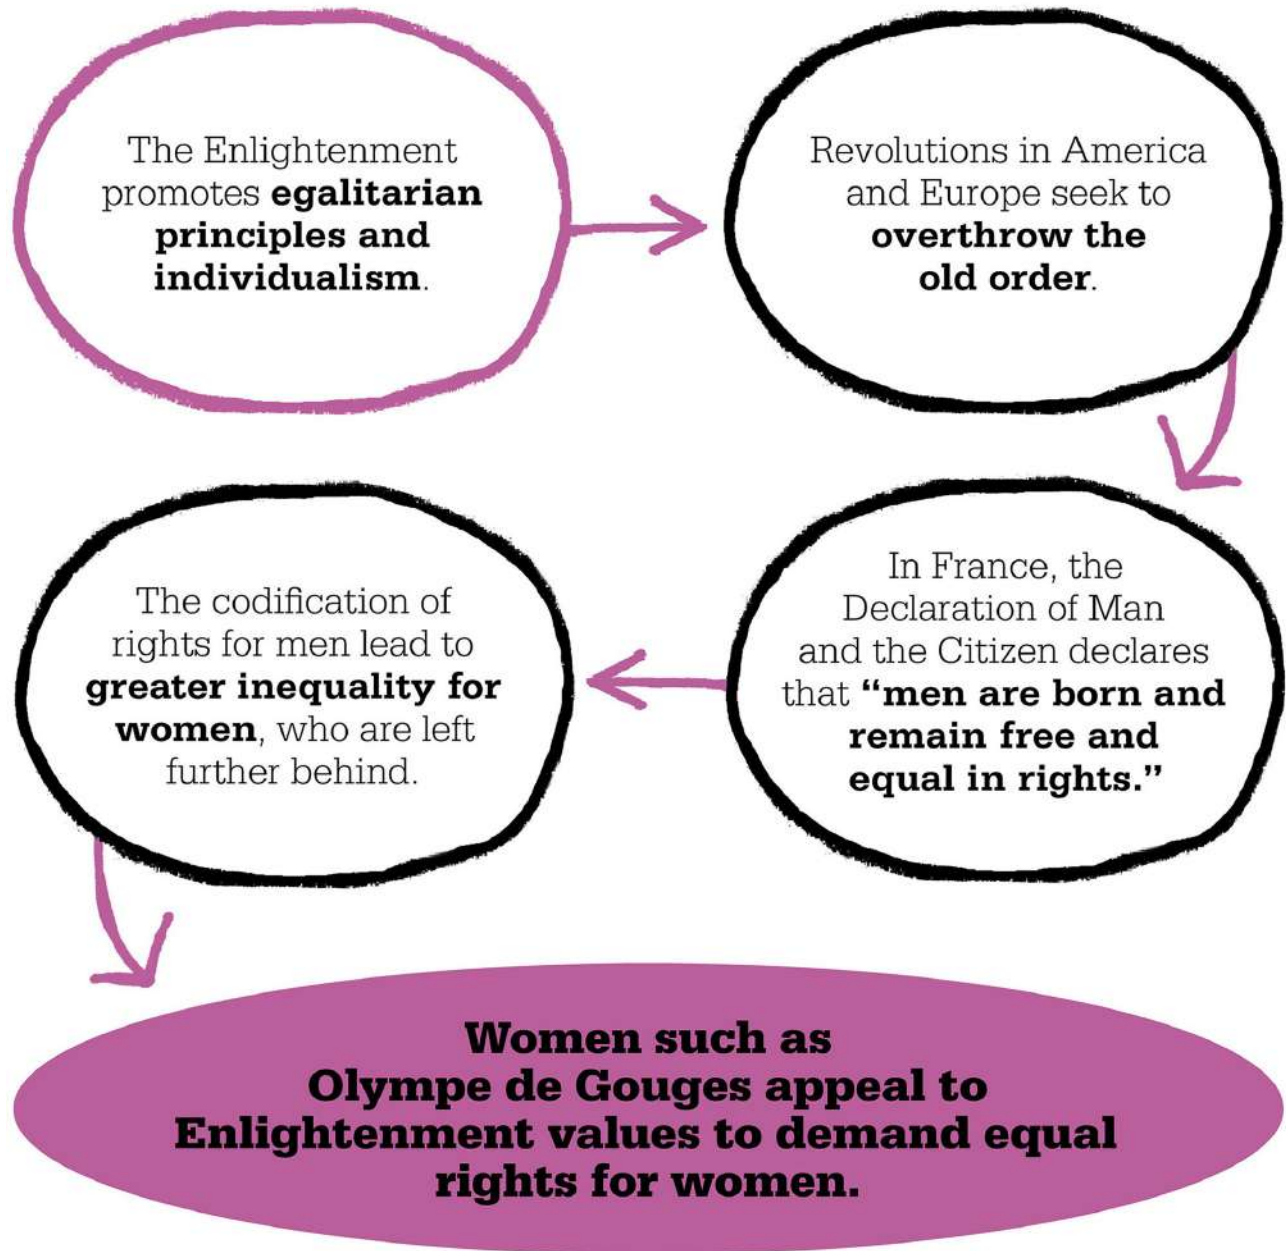 The Enlightenment
promotes egalitarian
principles and
individualism.
Revolutions in America
and Europe seek to
overthrow the
old order.
In France, the
Declaration of Man
and the Citizen declares
that “men are born and
remain free and
equal in rights.”
The codification of
rights for men lead to
greater inequality for
women, who are left
further behind.
Women such as
Olympe de Gouges appeal to
Enlightenment values to demand equal
rights for women.